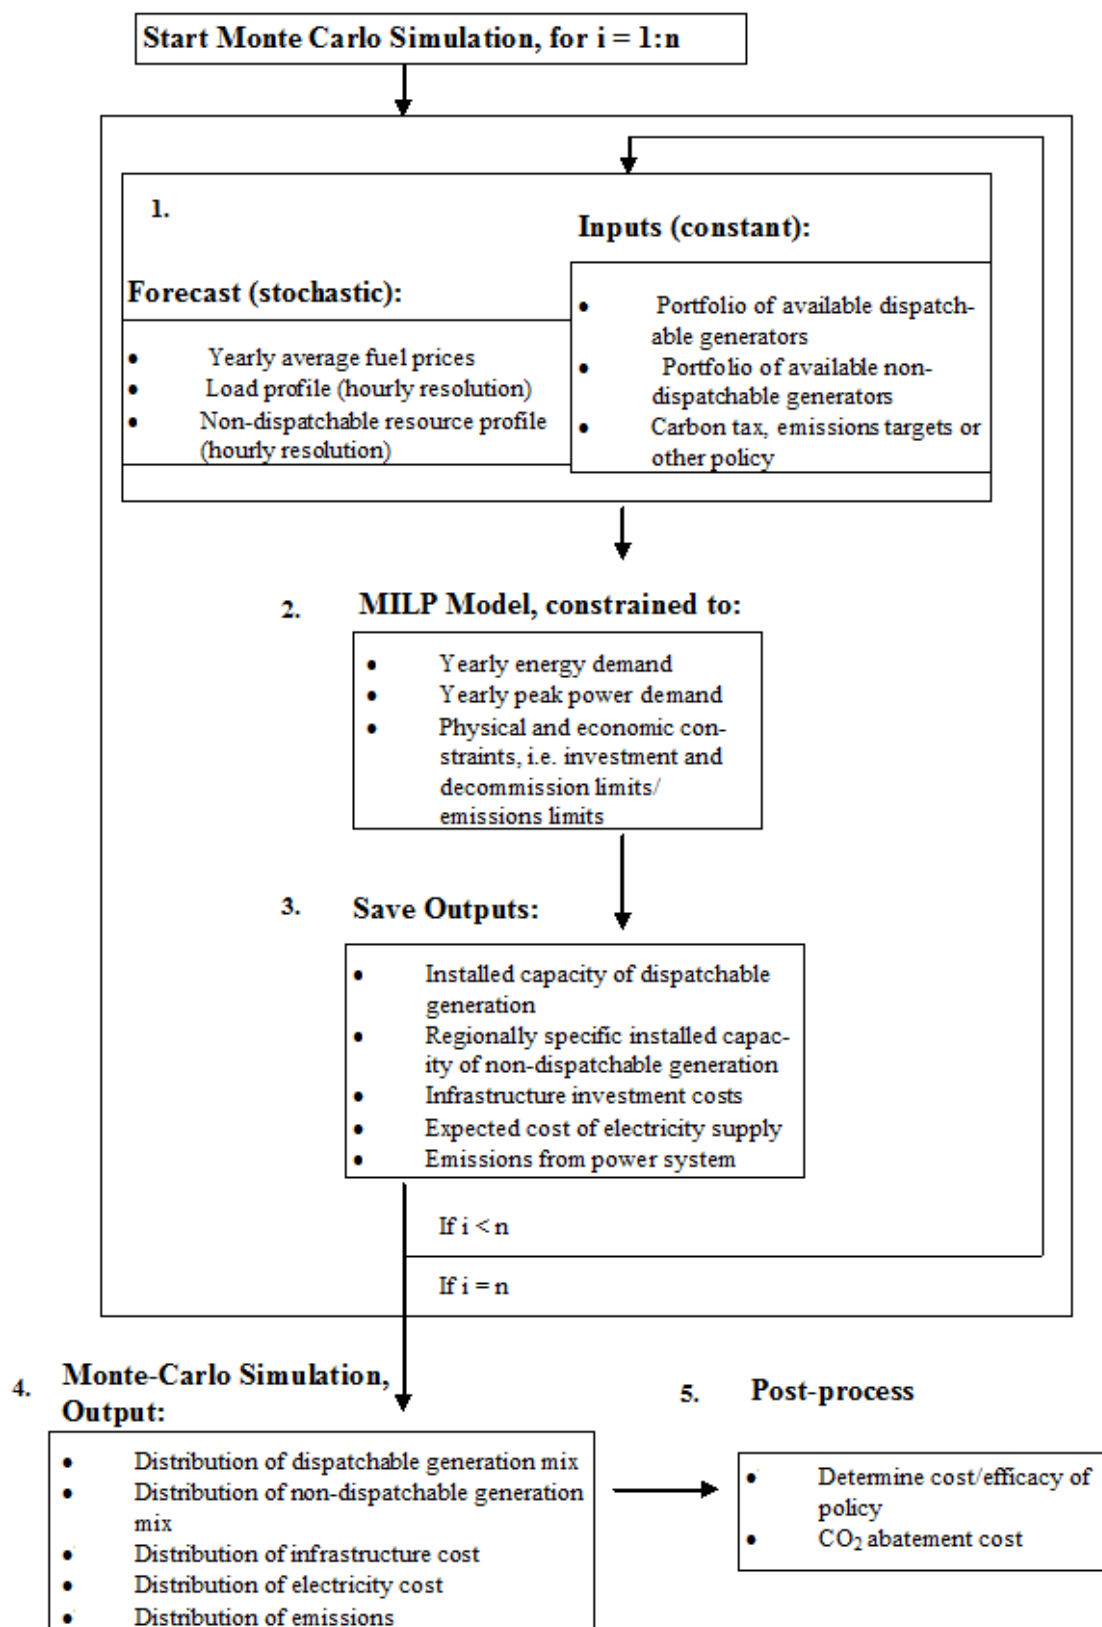 Start Monte Carlo Simulation, for i = 1:n
1.
Inputs (constant):
Forecast (stochastic):
• Portfolio of available dispatch-
able generators
• Portfolio of available non-
dispatchable generators
• Carbon tax, emissions targets or
other policy
• Yearly average fuel prices
• Load profile (hourly resolution)
• Non-dispatchable resource profile
(hourly resolution)
2. MILP Model, constrained to:
• Yearly energy demand
• Yearly peak power demand
• Physical and economic con-
straints, i.e. investment and
decommission limits/
emissions limits
3. Save Outputs:
• Installed capacity of dispatchable
generation
• Regionally specific installed capac-
ity of non-dispatchable generation
• Infrastructure investment costs
• Expected cost of electricity supply
• Emissions from power system
If i < n
If i = n
4. Monte-Carlo Simulation,
Output:
• Distribution of dispatchable generation mix
• Distribution of non-dispatchable generation
mix
• Distribution of infrastructure cost
• Distribution of electricity cost
• Distribution of emissions
5. Post-process
• Determine cost/efficacy of
policy
• CO₂ abatement cost